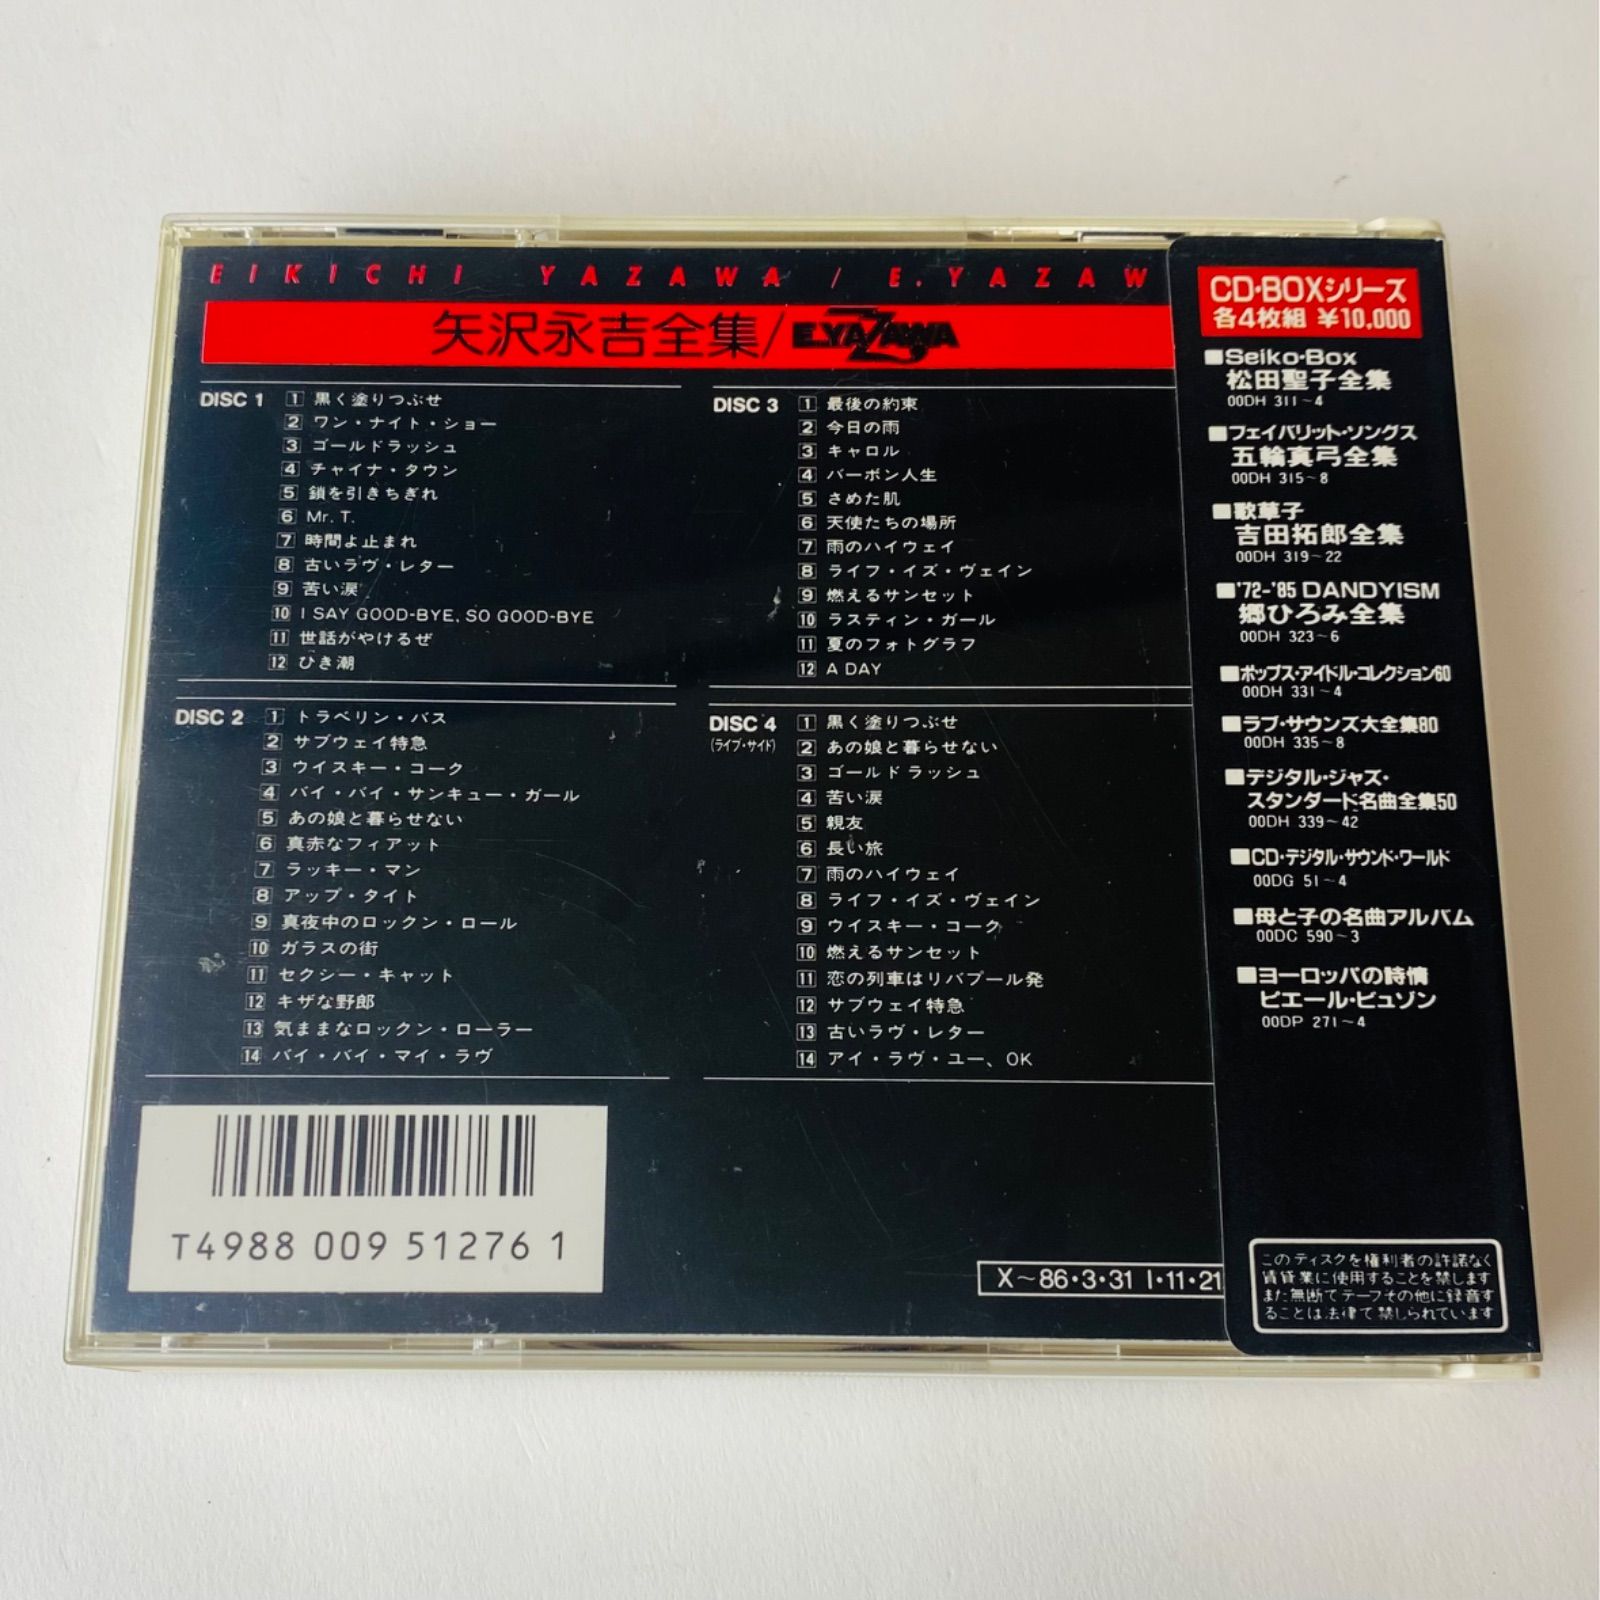 EIKICHI YAZAWA / E.YAZAW
矢沢永吉全集/E.YAZAWA
DISC 1
1 黒く塗りつぶせ
2 ワン・ナイト・ショー
3 ゴールドラッシュ
4 チャイナ・タウン
5 鎖を引きちぎれ
6 Mr. T.
7 時間よ止まれ
8 古いラヴ・レター
9 苦い涙
10 I SAY GOOD-BYE, SO GOOD-BYE
11 世話がやけるぜ
12 ひき潮
DISC 2
1 トラベリン・バス
2 サブウェイ特急
3 ウイスキー・コーク
4 バイ・バイ・サンキュー・ガール
5 あの娘と暮らせない
6 真赤なフィアット
7 ラッキー・マン
8 アップ・タイト
9 真夜中のロックン・ロール
10 ガラスの街
11 セクシー・キャット
12 キザな野郎
13 気ままなロックン・ローラー
14 バイ・バイ・マイ・ラヴ
DISC 3
1 最後の約束
2 今日の雨
3 キャロル
4 バーボン人生
5 さめた肌
6 天使たちの場所
7 雨のハイウェイ
8 ライフ・イズ・ヴェイン
9 燃えるサンセット
10 ラスティン・ガール
11 夏のフォトグラフ
12 A DAY
DISC 4
(ライブ・サイド)
1 黒く塗りつぶせ
2 あの娘と暮らせない
3 ゴールドラッシュ
4 苦い涙
5 親友
6 長い旅
7 雨のハイウェイ
8 ライフ・イズ・ヴェイン
9 ウイスキー・コーク
10 燃えるサンセット
11 恋の列車はリバプール発
12 サブウェイ特急
13 古いラヴ・レター
14 アイ・ラヴ・ユー、OK
T4988 009 51276 1
X〜86・3・31 I・11・21
CD・BOXシリーズ
各4枚組 ¥10,000
■Seiko・Box
松田聖子全集
00DH 311〜4
■フェイバリット・ソングス
五輪真弓全集
00DH 315〜8
■歌草子
吉田拓郎全集
00DH 319〜22
■'72-'85 DANDYISM
郷ひろみ全集
00DH 323〜6
■ポップス・アイドル・コレクション60
00DH 331〜4
■ラブ・サウンズ大全集80
00DH 335〜8
■デジタル・ジャズ・
スタンダード名曲全集50
00DH 339〜42
■CD・デジタル・サウンド・ワールド
00DG 51〜4
■母と子の名曲アルバム
00DC 590〜3
■ヨーロッパの詩情
ピエール・ビュゾン
00DP 271〜4
このディスクを権利者の許諾なく
賃貸業に使用することを禁します
また無断てテープその他に録音す
ることは法律て禁しられています